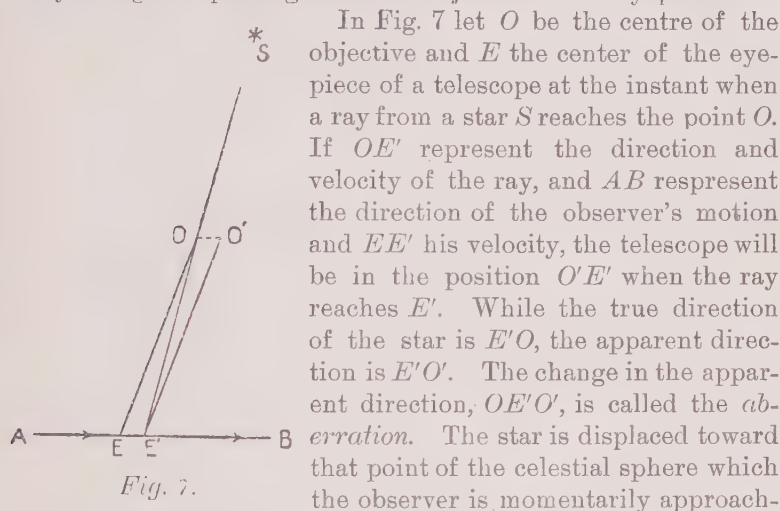 In Fig. 7 let O be the centre of the
objective and E the center of the eye-
piece of a telescope at the instant when
a ray from a star S reaches the point O.
If OE′ represent the direction and
velocity of the ray, and AB respresent
the direction of the observer's motion
and EE′ his velocity, the telescope will
be in the position O′E′ when the ray
reaches E′. While the true direction
of the star is E′O, the apparent direc-
tion is E′O′. The change in the appar-
ent direction, OE′O′, is called the ab-
erration. The star is displaced toward
that point of the celestial sphere which
the observer is momentarily approach-
*
S
O O′
A E E′ B
Fig. 7.